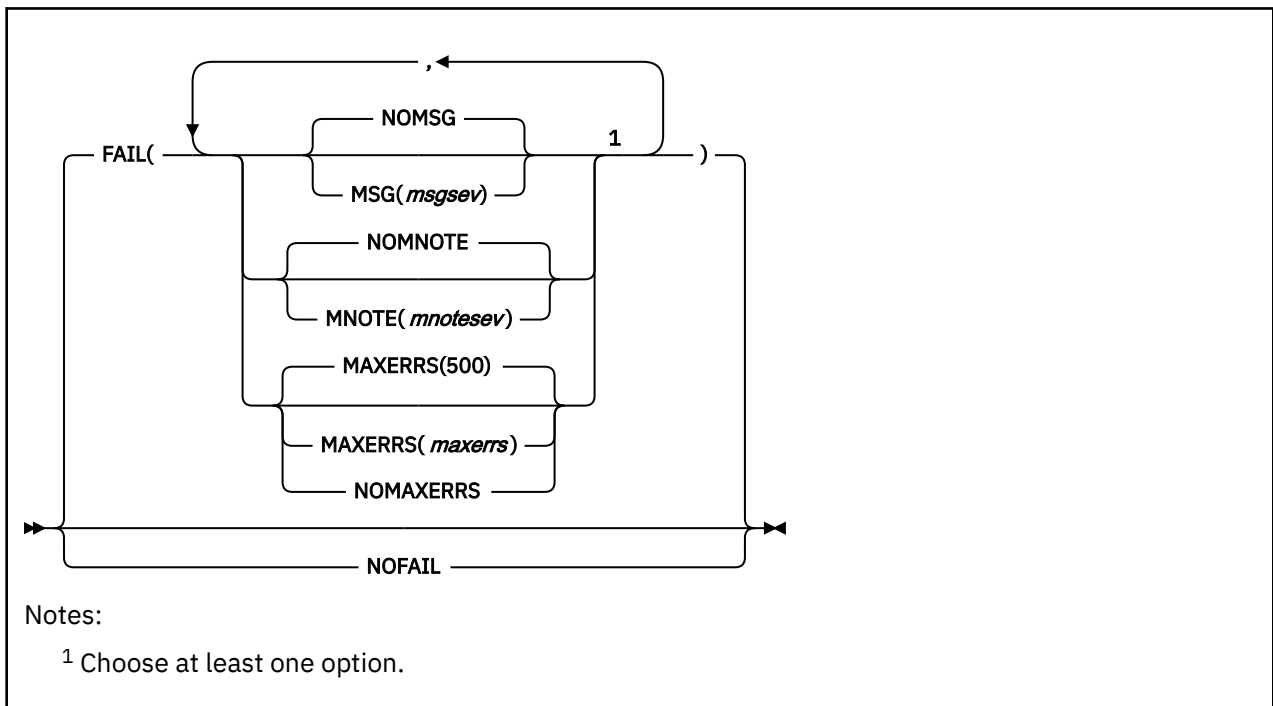 ,
NOMSG
1
FAIL( )
MSG(msgsev)
NOMNOTE
MNOTE( mnotesev)
MAXERRS(500)
MAXERRS( maxerrs)
NOMAXERRS
NOFAIL
Notes:
1 Choose at least one option.